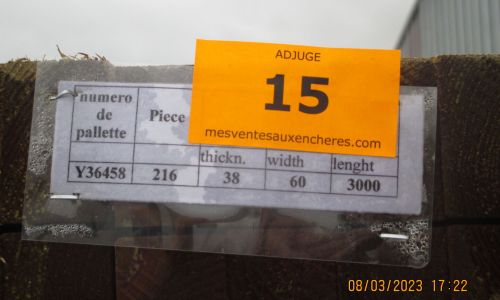 ADJUGE
15
mesventesauxencheres.com
numero
de
pallette
Piece
thickn. width lenght
Y36458 216 38 60 3000
08/03/2023 17:22